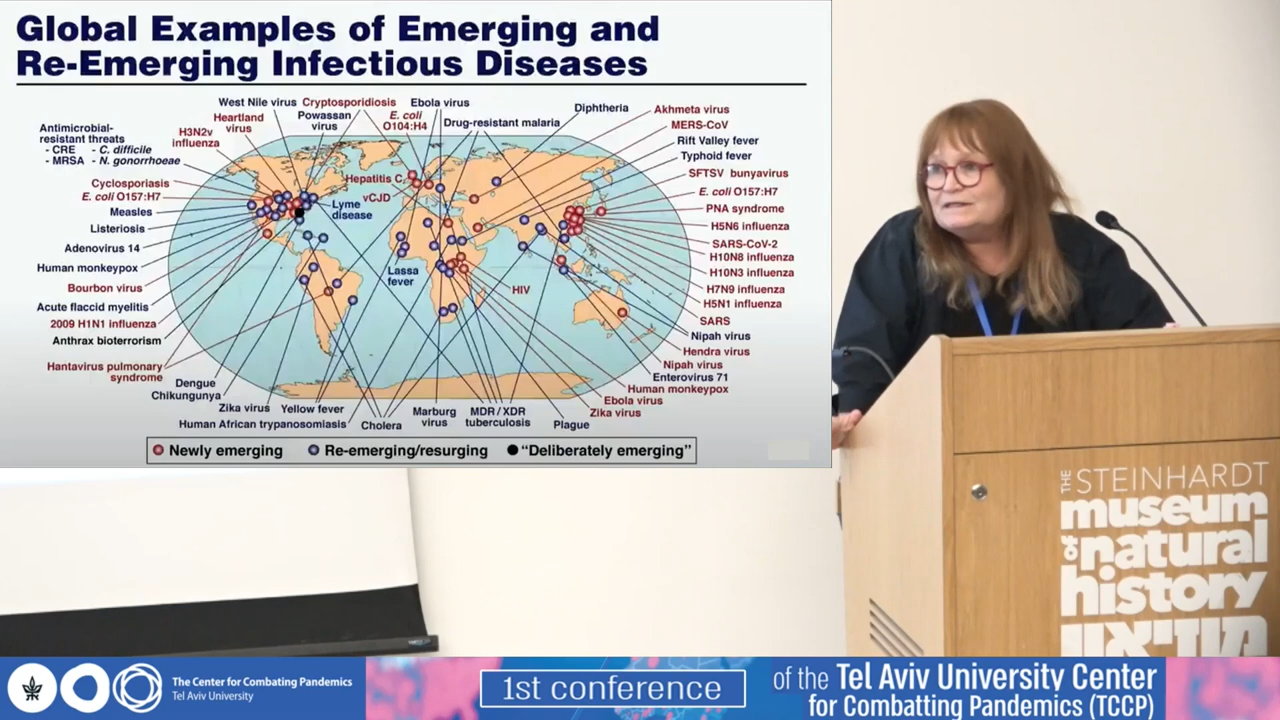 Global Examples of Emerging and
Re-Emerging Infectious Diseases
West Nile virus
Cryptosporidiosis
Ebola virus
Heartland
virus
Powassan
virus
E. coli
O104:H4
Drug-resistant malaria
Diphtheria
Akhmeta virus
MERS-CoV
Rift Valley fever
Typhoid fever
SFTSV bunyavirus
E. coli O157:H7
PNA syndrome
H5N6 influenza
SARS-CoV-2
H10N8 influenza
H10N3 influenza
H7N9 influenza
H5N1 influenza
SARS
Nipah virus
Hendra virus
Nipah virus
Enterovirus 71
Human monkeypox
Ebola virus
Zika virus
Plague
MDR/XDR
tuberculosis
Marburg
virus
Cholera
Yellow fever
Human African trypanosomiasis
Zika virus
Dengue
Chikungunya
Hantavirus pulmonary
syndrome
Anthrax bioterrorism
2009 H1N1 influenza
Acute flaccid myelitis
Bourbon virus
Human monkeypox
Adenovirus 14
Listeriosis
Measles
E. coli O157:H7
Cyclosporiasis
Antimicrobial-
resistant threats
- CRE - C. difficile
- MRSA - N. gonorrhoeae
H3N2v
influenza
Hepatitis C
vCJD
Lyme
disease
Lassa
fever
HIV
Newly emerging
Re-emerging/resurging
“Deliberately emerging”
THE STEINHARDT
museum
of natural
history
מוזיאון
The Center for Combating Pandemics
Tel Aviv University
1st conference
of the Tel Aviv University Center
for Combatting Pandemics (TCCP)